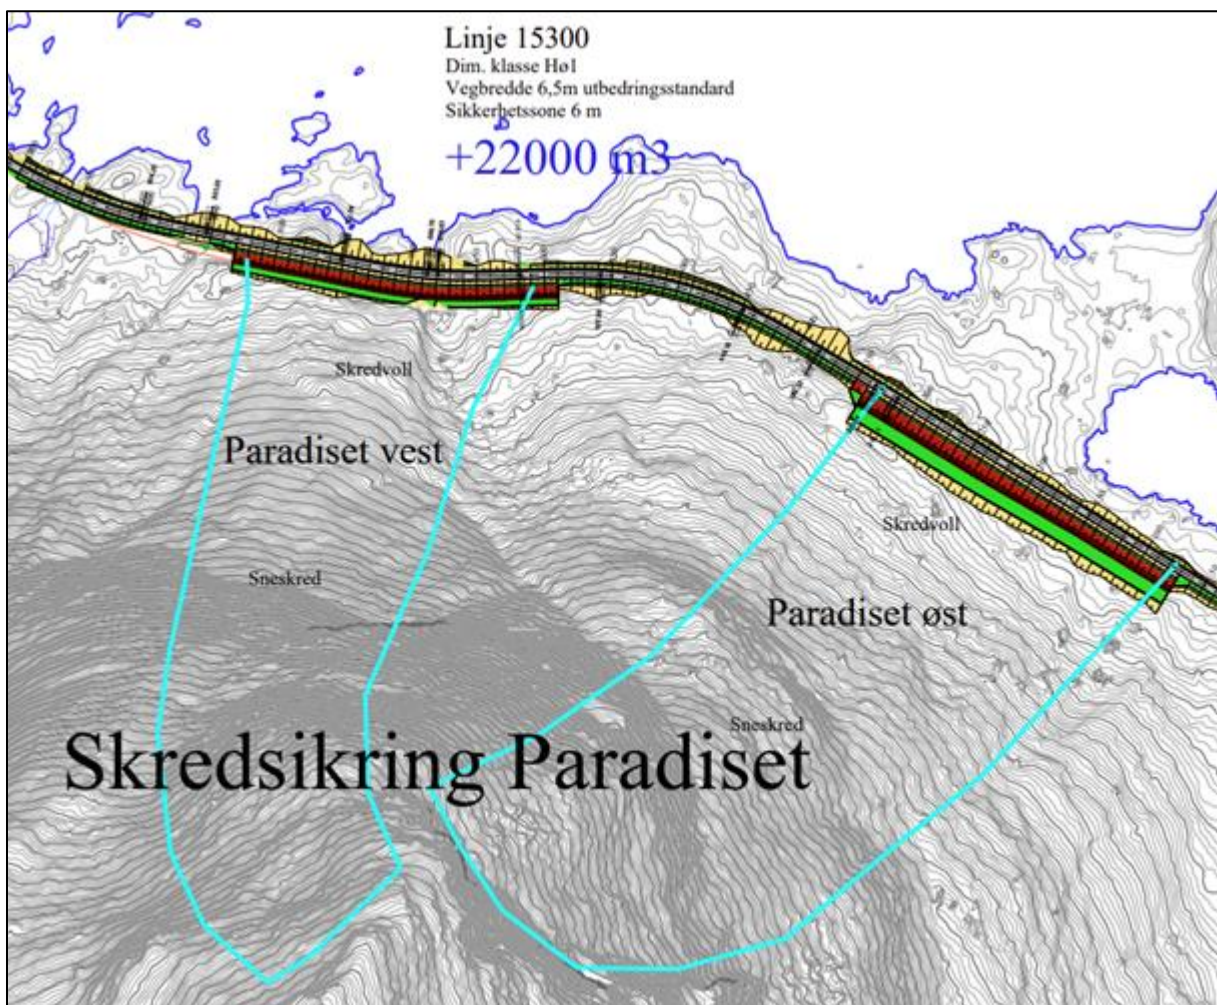 Linje 15300
Dim. klasse Hø1
Vegbredde 6,5m utbedringsstandard
Sikkerhetssone 6 m
+22000 m3
Skredvoll
Paradiset vest
Skredvoll
Sneskred
Paradiset øst
Sneskred
Skredsikring Paradiset